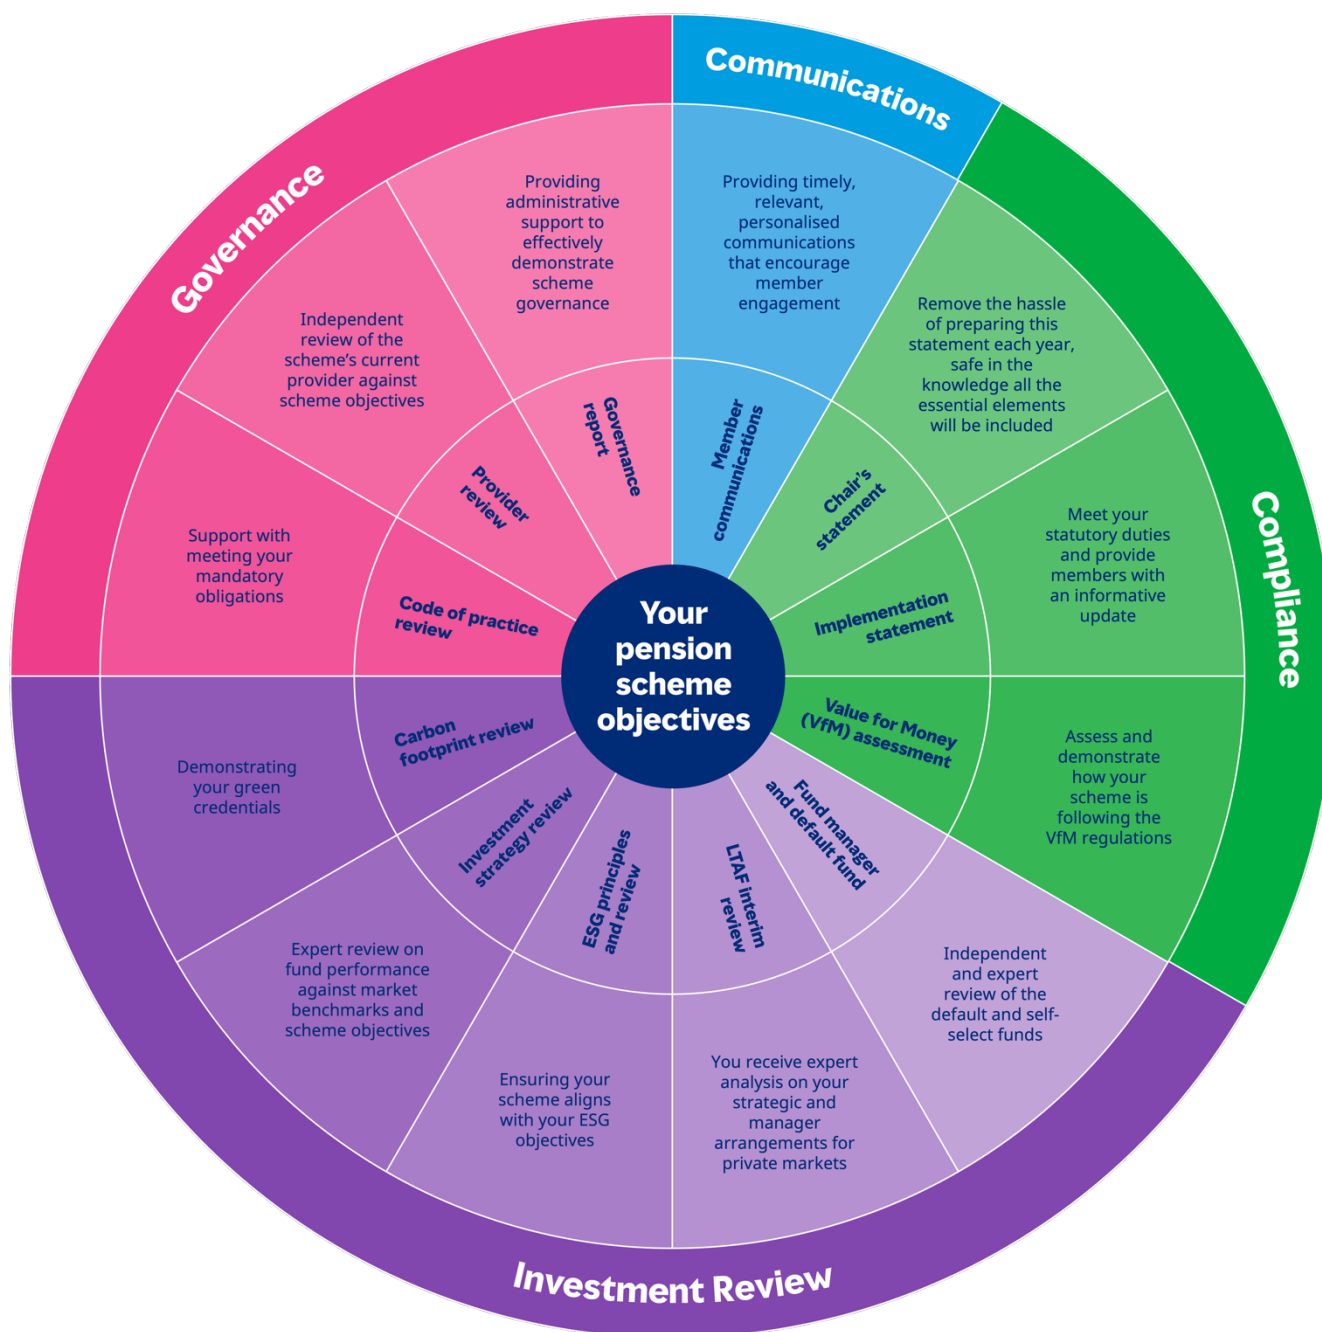 Communications
Providing timely,
relevant,
personalised
communications
that encourage
member
engagement
Member
communications
Compliance
Remove the hassle
of preparing this
statement each year,
safe in the
knowledge all the
essential elements
will be included
Chair’s
statement
Meet your
statutory duties
and provide
members with
an informative
update
Implementation
statement
Assess and
demonstrate
how your
scheme is
following the
VfM regulations
Value for Money
(VfM) assessment
Investment Review
Independent
and expert
review of the
default and self-
select funds
Fund manager
and default fund
You receive expert
analysis on your
strategic and
manager
arrangements for
private markets
LTAF interim
review
Ensuring your
scheme aligns
with your ESG
objectives
ESG principles
and review
Expert review on
fund performance
against market
benchmarks and
scheme objectives
Investment
strategy review
Demonstrating
your green
credentials
Carbon
footprint review
Governance
Support with
meeting your
mandatory
obligations
Code of practice
review
Independent
review of the
scheme’s current
provider against
scheme objectives
Provider
review
Providing
administrative
support to
effectively
demonstrate
scheme
governance
Governance
report
Your
pension
scheme
objectives